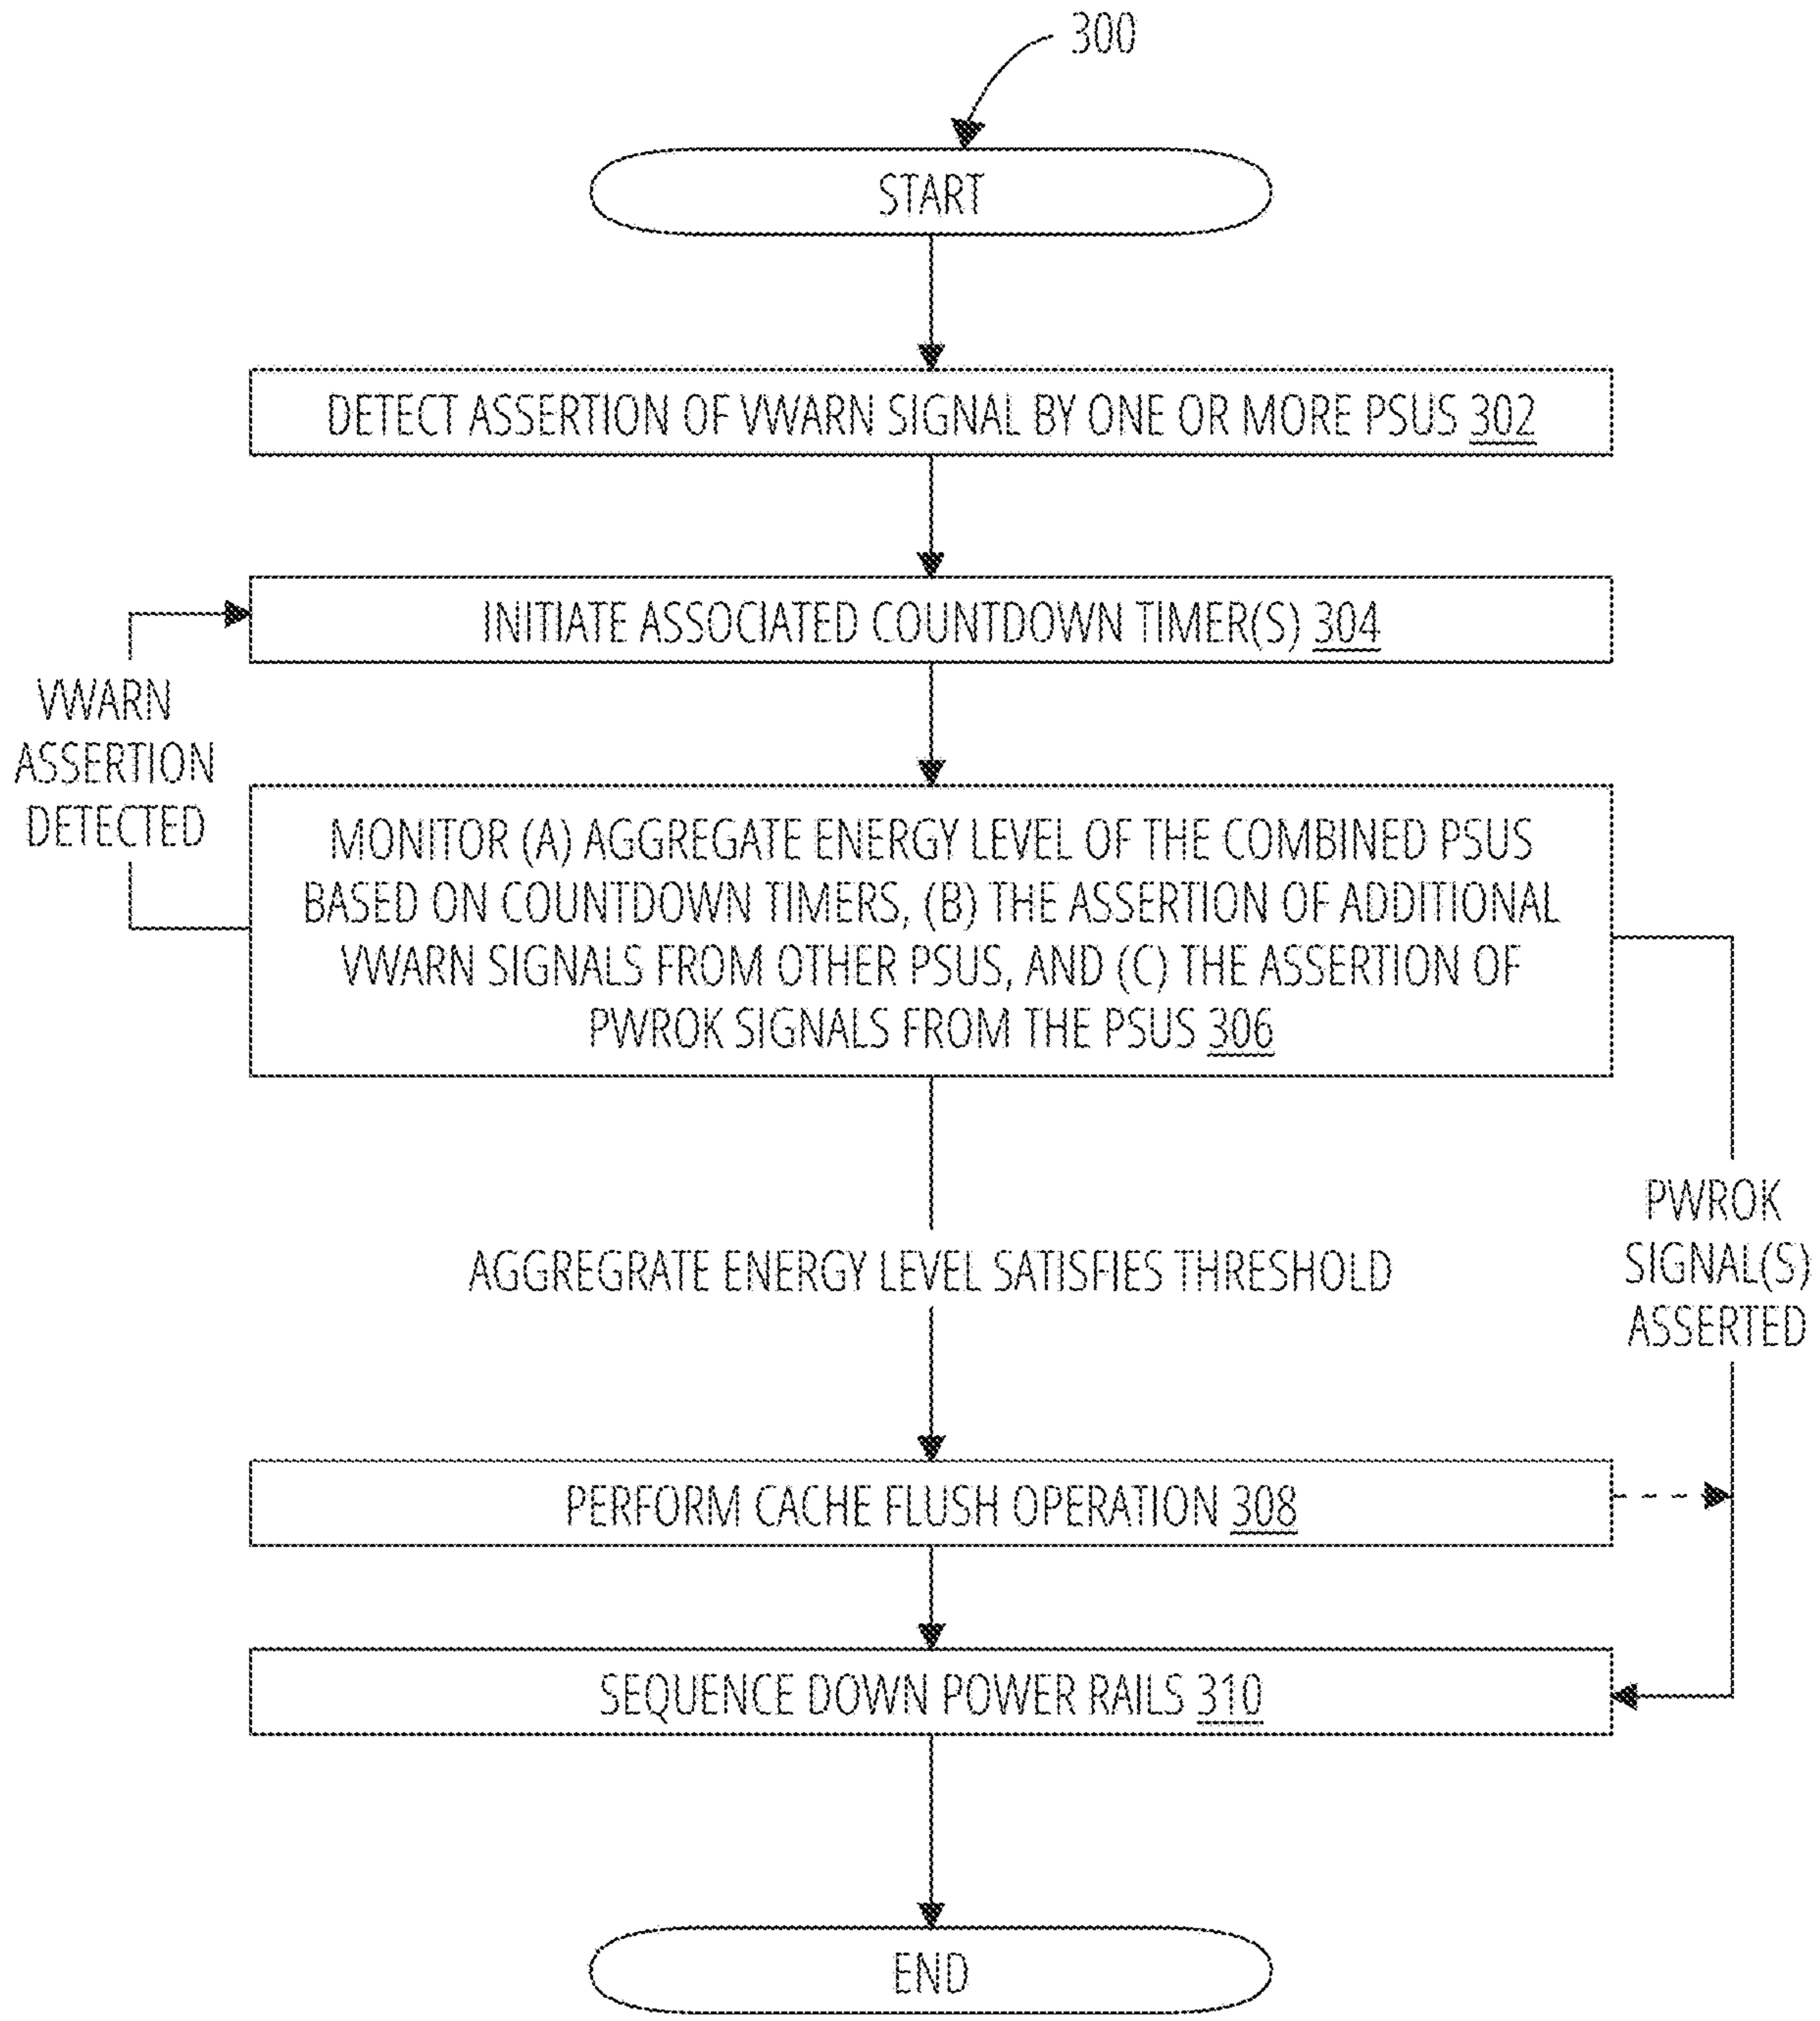 300
START
DETECT ASSERTION OF VWARN SIGNAL BY ONE OR MORE PSUS 302
INITIATE ASSOCIATED COUNTDOWN TIMER(S) 304
VWARN
ASSERTION
DETECTED
MONITOR (A) AGGREGATE ENERGY LEVEL OF THE COMBINED PSUS
BASED ON COUNTDOWN TIMERS, (B) THE ASSERTION OF ADDITIONAL
VWARN SIGNALS FROM OTHER PSUS, AND (C) THE ASSERTION OF
PWROK SIGNALS FROM THE PSUS 306
PWROK
SIGNAL(S)
ASSERTED
AGGREGRATE ENERGY LEVEL SATISFIES THRESHOLD
PERFORM CACHE FLUSH OPERATION 308
SEQUENCE DOWN POWER RAILS 310
END